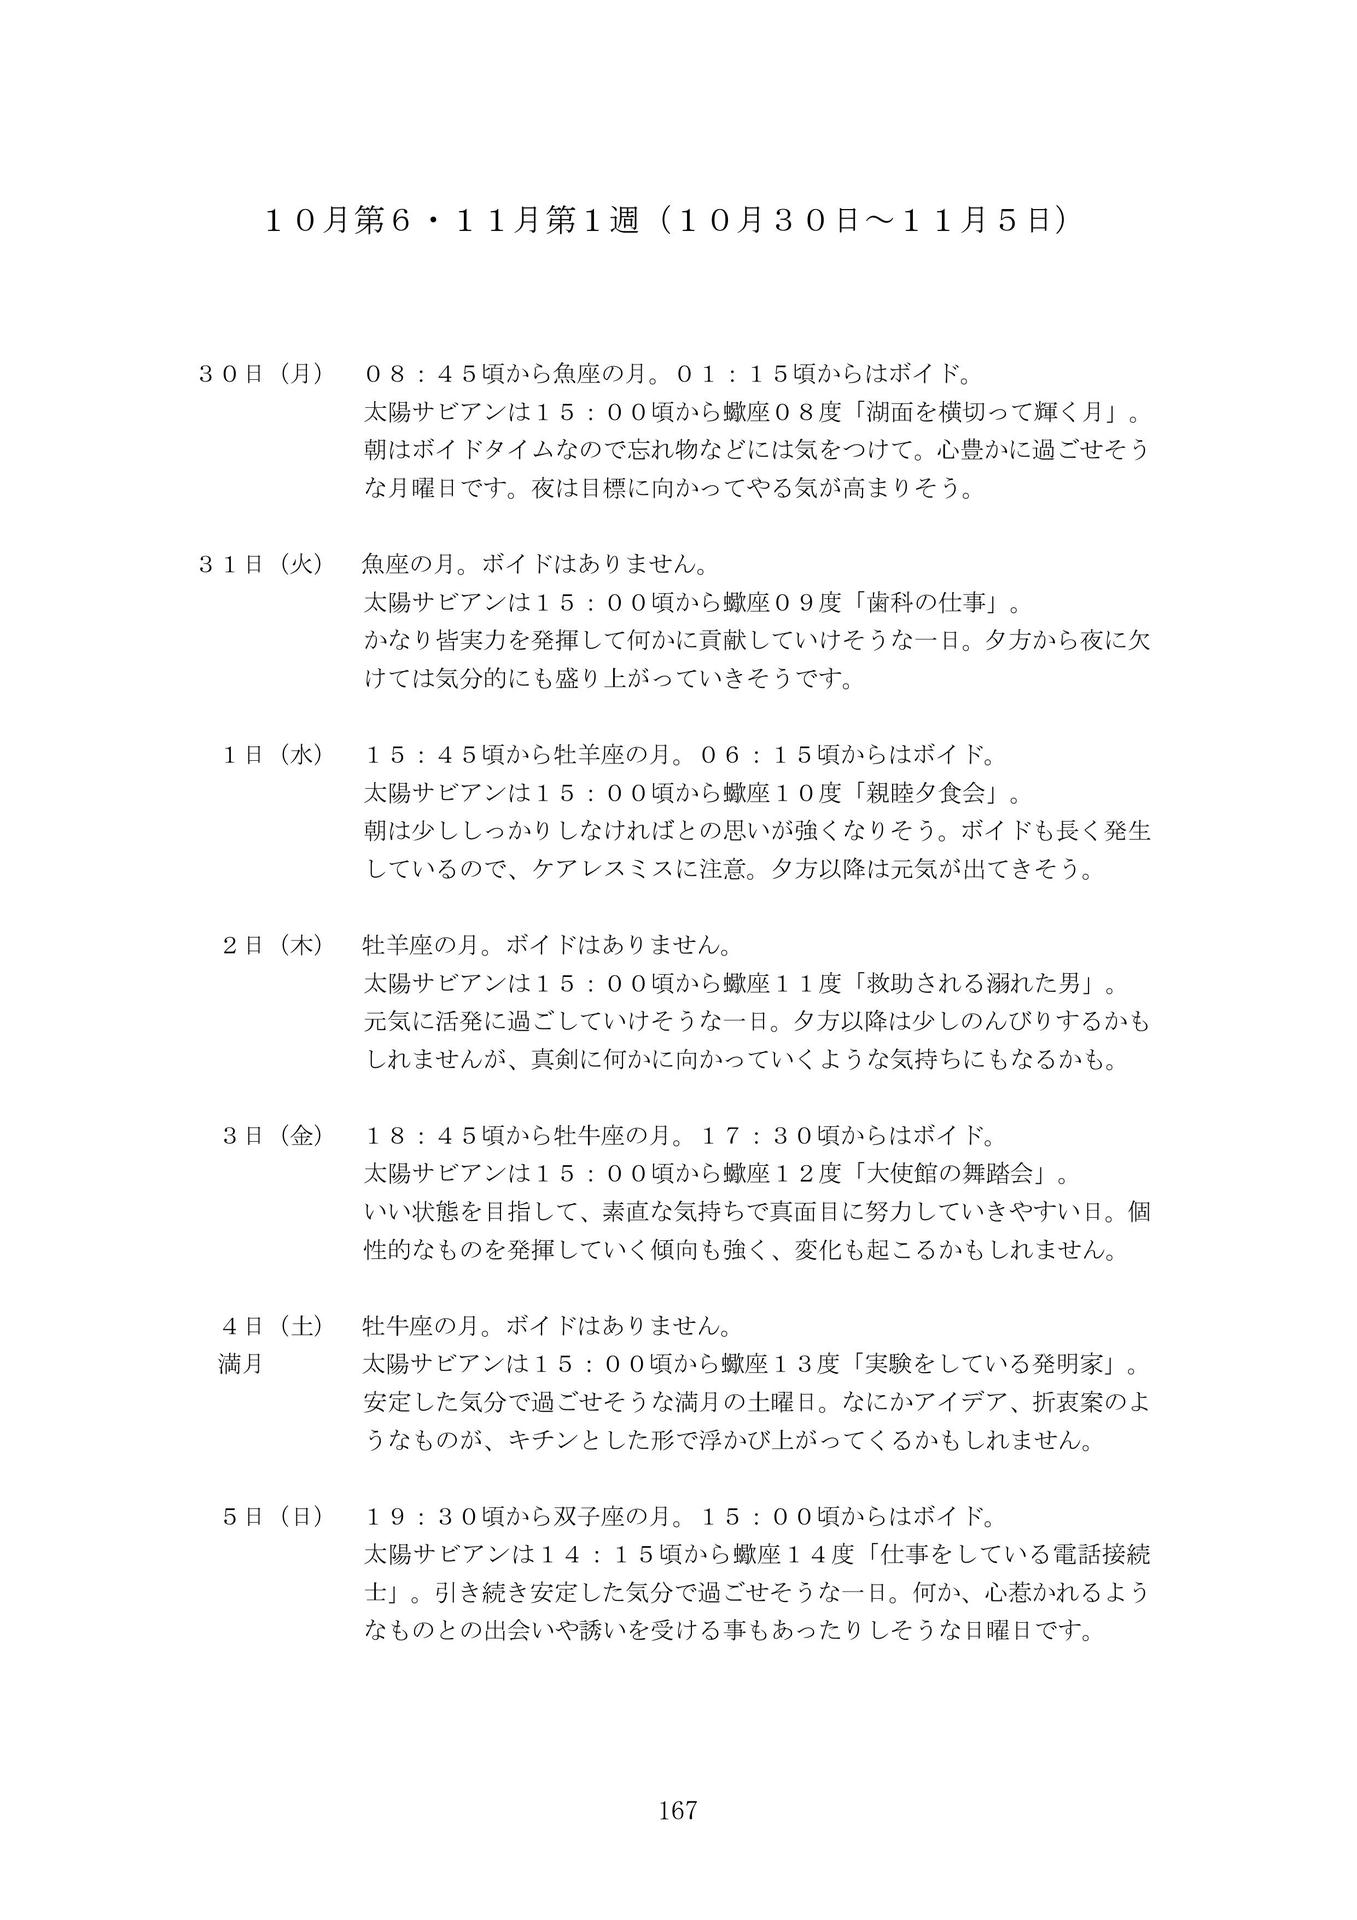 １０月第６・１１月第１週（１０月３０日～１１月５日）
３０日（月）　０８：４５頃から魚座の月。０１：１５頃からはボイド。
太陽サビアンは１５：００頃から蠍座０８度「湖面を横切って輝く月」。
朝はボイドタイムなので忘れ物などには気をつけて。心豊かに過ごせそう
な月曜日です。夜は目標に向かってやる気が高まりそう。
３１日（火）　魚座の月。ボイドはありません。
太陽サビアンは１５：００頃から蠍座０９度「歯科の仕事」。
かなり皆実力を発揮して何かに貢献していけそうな一日。夕方から夜に欠
けては気分的にも盛り上がっていきそうです。
１日（水）　１５：４５頃から牡羊座の月。０６：１５頃からはボイド。
太陽サビアンは１５：００頃から蠍座１０度「親睦夕食会」。
朝は少ししっかりしなければとの思いが強くなりそう。ボイドも長く発生
しているので、ケアレスミスに注意。夕方以降は元気が出てきそう。
２日（木）　牡羊座の月。ボイドはありません。
太陽サビアンは１５：００頃から蠍座１１度「救助される溺れた男」。
元気に活発に過ごしていけそうな一日。夕方以降は少しのんびりするかも
しれませんが、真剣に何かに向かっていくような気持ちにもなるかも。
３日（金）　１８：４５頃から牡牛座の月。１７：３０頃からはボイド。
太陽サビアンは１５：００頃から蠍座１２度「大使館の舞踏会」。
いい状態を目指して、素直な気持ちで真面目に努力していきやすい日。個
性的なものを発揮していく傾向も強く、変化も起こるかもしれません。
４日（土）　牡牛座の月。ボイドはありません。
満月　太陽サビアンは１５：００頃から蠍座１３度「実験をしている発明家」。
安定した気分で過ごせそうな満月の土曜日。なにかアイデア、折衷案のよ
うなものが、キチンとした形で浮かび上がってくるかもしれません。
５日（日）　１９：３０頃から双子座の月。１５：００頃からはボイド。
太陽サビアンは１４：１５頃から蠍座１４度「仕事をしている電話接続
士」。引き続き安定した気分で過ごせそうな一日。何か、心惹かれるよう
なものとの出会いや誘いを受ける事もあったりしそうな日曜日です。
167